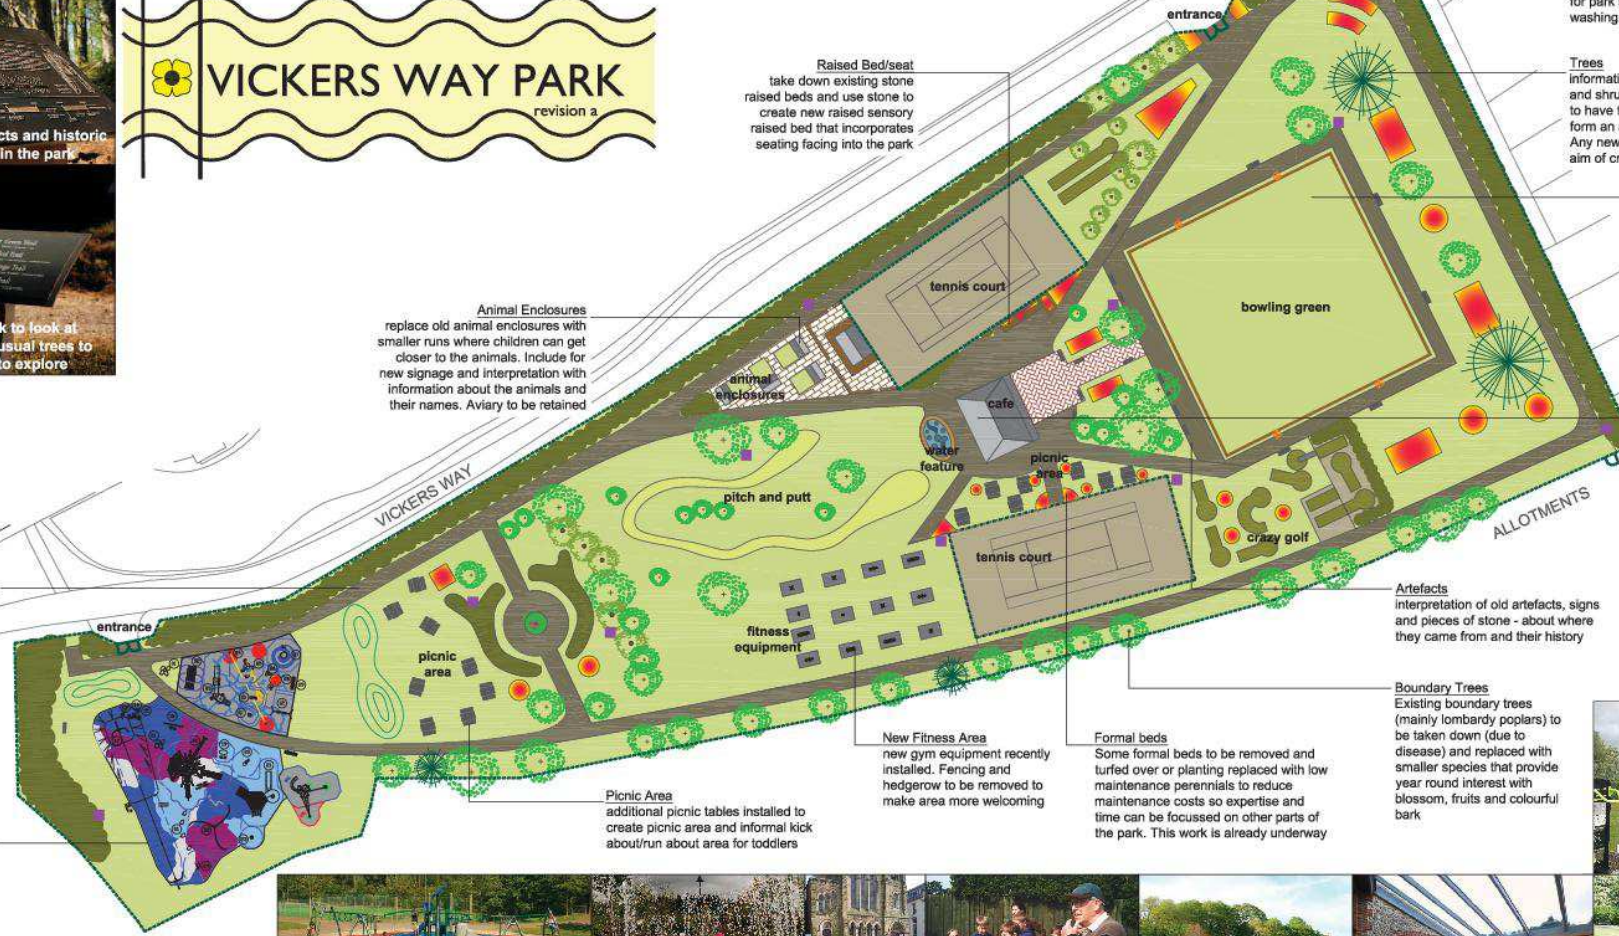 cts and historic
in the park
k to look at
usual trees to
to explore
VICKERS WAY PARK
revision a
Raised Bed/seat
take down existing stone
raised beds and use stone to
create new raised sensory
raised bed that incorporates
seating facing into the park
Animal Enclosures
replace old animal enclosures with
smaller runs where children can get
closer to the animals. Include for
new signage and interpretation with
information about the animals and
their names. Aviary to be retained
entrance
for park
washing
Trees
informati
and shru
to have
form an
Any new
aim of cr
tennis court
bowling green
animal
enclosures
cafe
water
feature
picnic
area
pitch and putt
tennis court
crazy golf
VICKERS WAY
ALLOTMENTS
entrance
picnic
area
fitness
equipment
Artefacts
interpretation of old artefacts, signs
and pieces of stone - about where
they came from and their history
Boundary Trees
Existing boundary trees
(mainly lombardy poplars) to
be taken down (due to
disease) and replaced with
smaller species that provide
year round interest with
blossom, fruits and colourful
bark
New Fitness Area
new gym equipment recently
installed. Fencing and
hedgerow to be removed to
make area more welcoming
Formal beds
Some formal beds to be removed and
turfed over or planting replaced with low
maintenance perennials to reduce
maintenance costs so expertise and
time can be focussed on other parts of
the park. This work is already underway
Picnic Area
additional picnic tables installed to
create picnic area and informal kick
about/run about area for toddlers